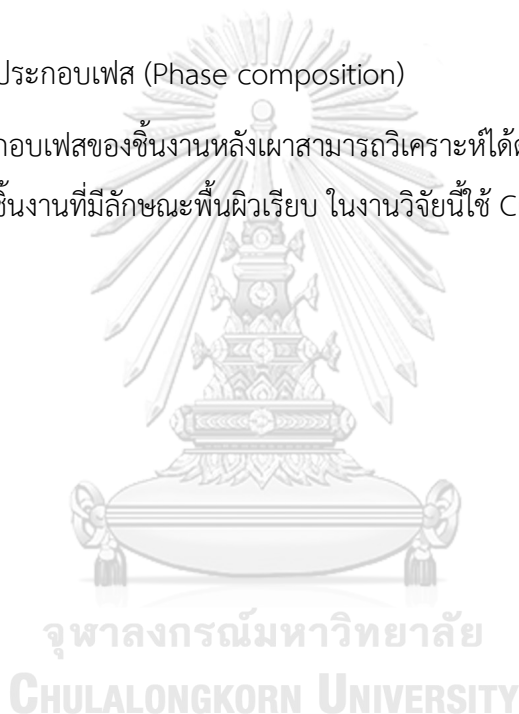 ประกอบเฟส (Phase composition)
กอบเฟสของชิ้นงานหลังเผาสามารถวิเคราะห์ได้
ชิ้นงานที่มีลักษณะพื้นผิวเรียบ ในงานวิจัยนี้ใช้ C
จุฬาลงกรณ์มหาวิทยาลัย
CHULALONGKORN UNIVERSITY